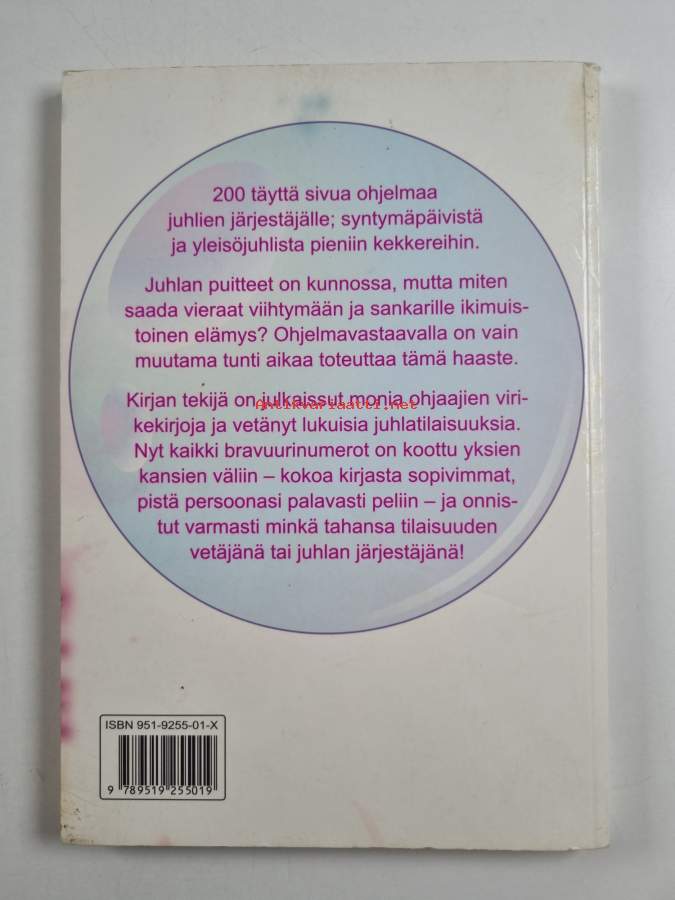 200 täyttä sivua ohjelmaa
juhlien järjestäjälle; syntymäpäivistä
ja yleisöjuhlista pieniin kekkereihin.
Juhlan puitteet on kunnossa, mutta miten
saada vieraat viihtymään ja sankarille ikimuis-
toinen elämys? Ohjelmavastaavalla on vain
muutama tunti aikaa toteuttaa tämä haaste.
Kirjan tekijä on julkaissut monia ohjaajien viri-
Antikvariaatti.net
kekirjoja ja vetänyt lukuisia juhlatilaisuuksia.
Nyt kaikki bravuurinumerot on koottu yksien
kansien väliin – kokoa kirjasta sopivimmat,
pistä persoonasi palavasti peliin – ja onnis-
tut varmasti minkä tahansa tilaisuuden
vetäjänä tai juhlan järjestäjänä!
ISBN 951-9255-01-X
9 789519 255019